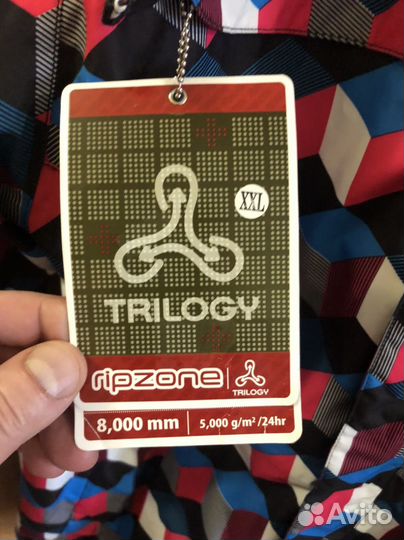 XXL
TRILOGY
ripzone
TRILOGY
8,000 mm
5,000 g/m² /24hr
Avito